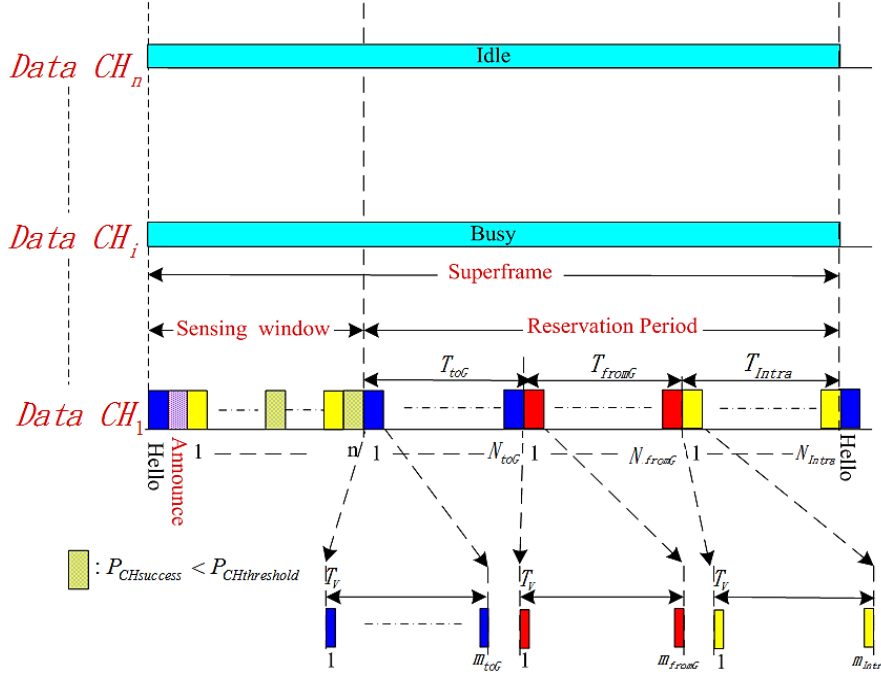 Data CHn
Idle
Data CHi
Busy
Superframe
Sensing window
Reservation Period
TtoG
TfromG
TIntra
Data CH1
Hello
Announce
1
n/
1
NtoG
1
NfromG
1
NIntra
Hello
: PCHsuccess < PCHthreshold
TV
TV
TV
1
mtoG
1
mfromG
1
mIntr